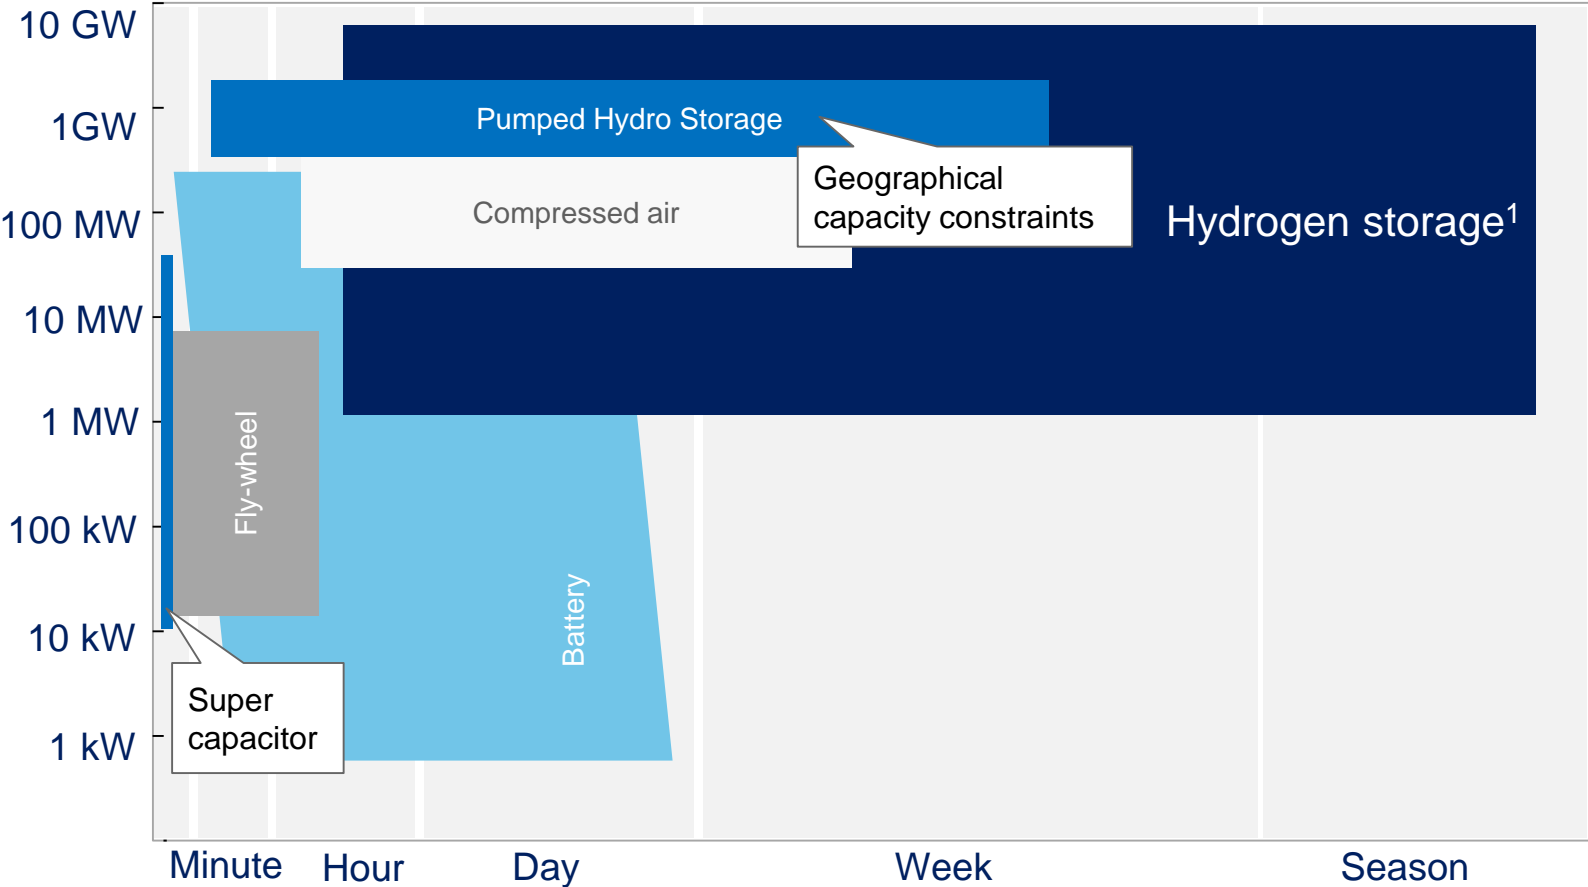 10 GW
1GW
100 MW
10 MW
1 MW
100 kW
10 kW
1 kW
Pumped Hydro Storage
Geographical
capacity constraints
Compressed air
Hydrogen storage¹
Fly-wheel
Battery
Super
capacitor
Minute
Hour
Day
Week
Season